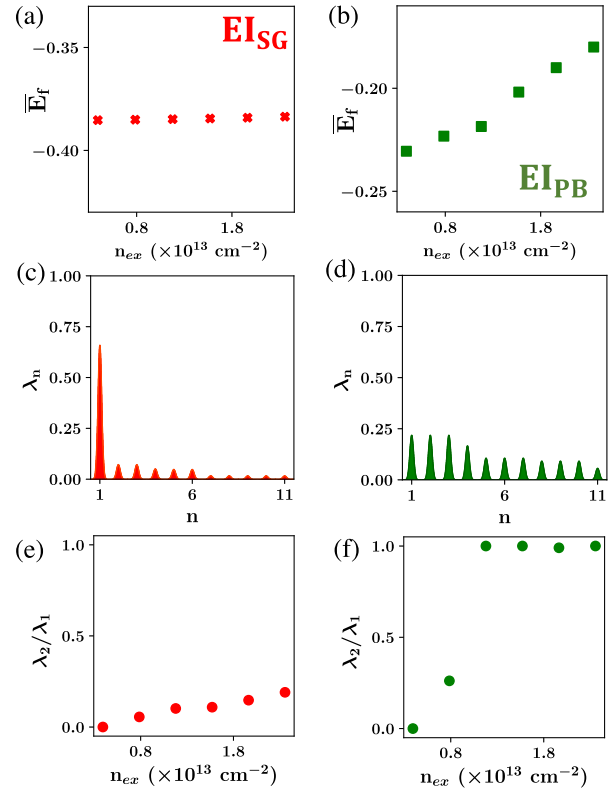 (a)
EI_SG
−0.35
−0.40
E̅_f
0.8 1.8
n_ex (×10^13 cm^−2)
(b)
EI_PB
−0.20
−0.25
E̅_f
0.8 1.8
n_ex (×10^13 cm^−2)
(c)
1.00
0.75
0.50
0.25
0.00
λ_n
1 6 11
n
(d)
1.00
0.75
0.50
0.25
0.00
λ_n
1 6 11
n
(e)
1.0
0.5
0.0
λ_2/λ_1
0.8 1.8
n_ex (×10^13 cm^−2)
(f)
1.0
0.5
0.0
λ_2/λ_1
0.8 1.8
n_ex (×10^13 cm^−2)